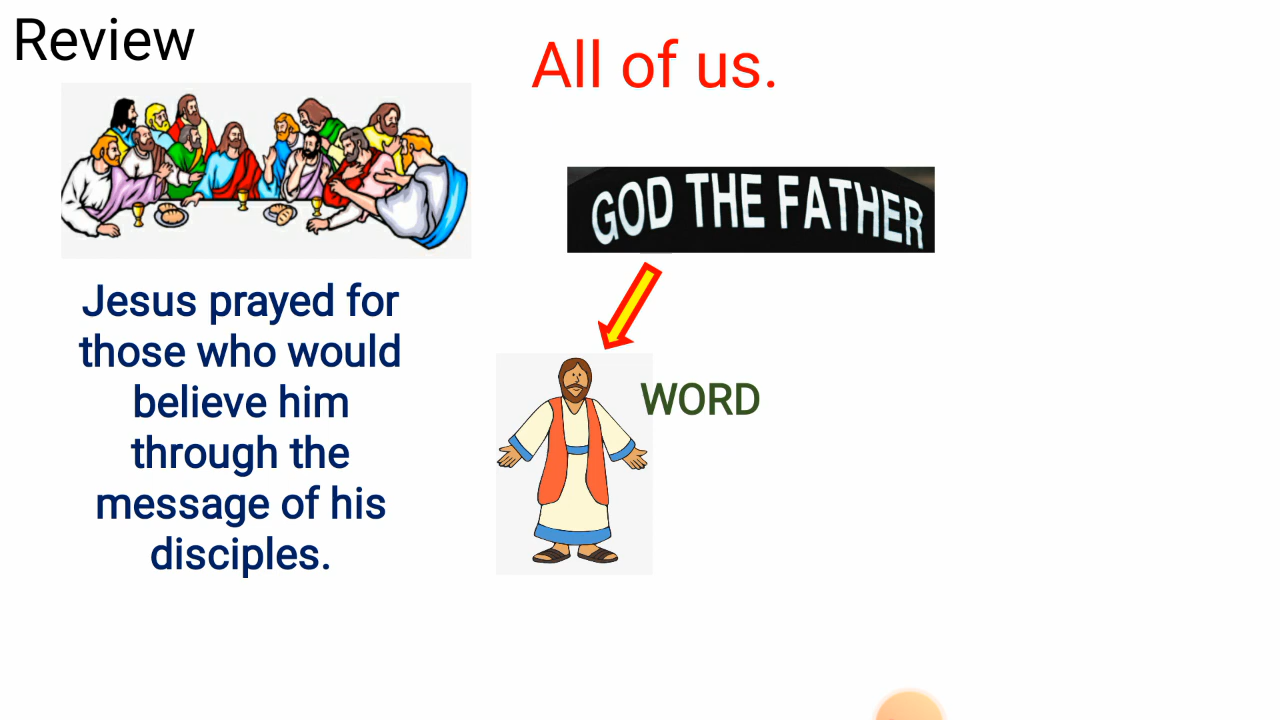 Review
All of us.
GOD THE FATHER
WORD
Jesus prayed for
those who would
believe him
through the
message of his
disciples.